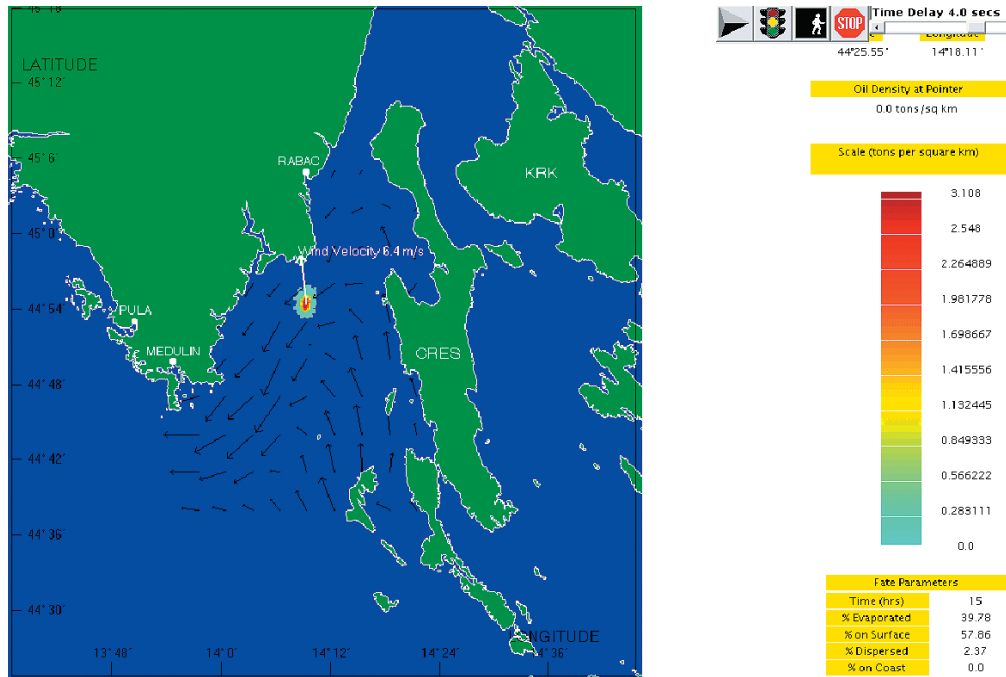 LATITUDE
45°12'
45°6'
RABAC
KRK
45°0'
Wind Velocity 6.4 m/s
44°54'
PULA
MEDULIN
CRES
44°48'
44°42'
44°36'
44°30'
LONGITUDE
13°48' 14°0' 14°12' 14°24' 14°36'
STOP
Time Delay 4.0 secs
Longitude
44°25.55' 14°18.11'
Oil Density at Pointer
0.0 tons/sq km
Scale (tons per square km)
3.108
2.548
2.264889
1.981778
1.698667
1.415556
1.132445
0.849333
0.566222
0.283111
0.0
Fate Parameters
Time (hrs) 15
% Evaporated 39.78
% on Surface 57.86
% Dispersed 2.37
% on Coast 0.0